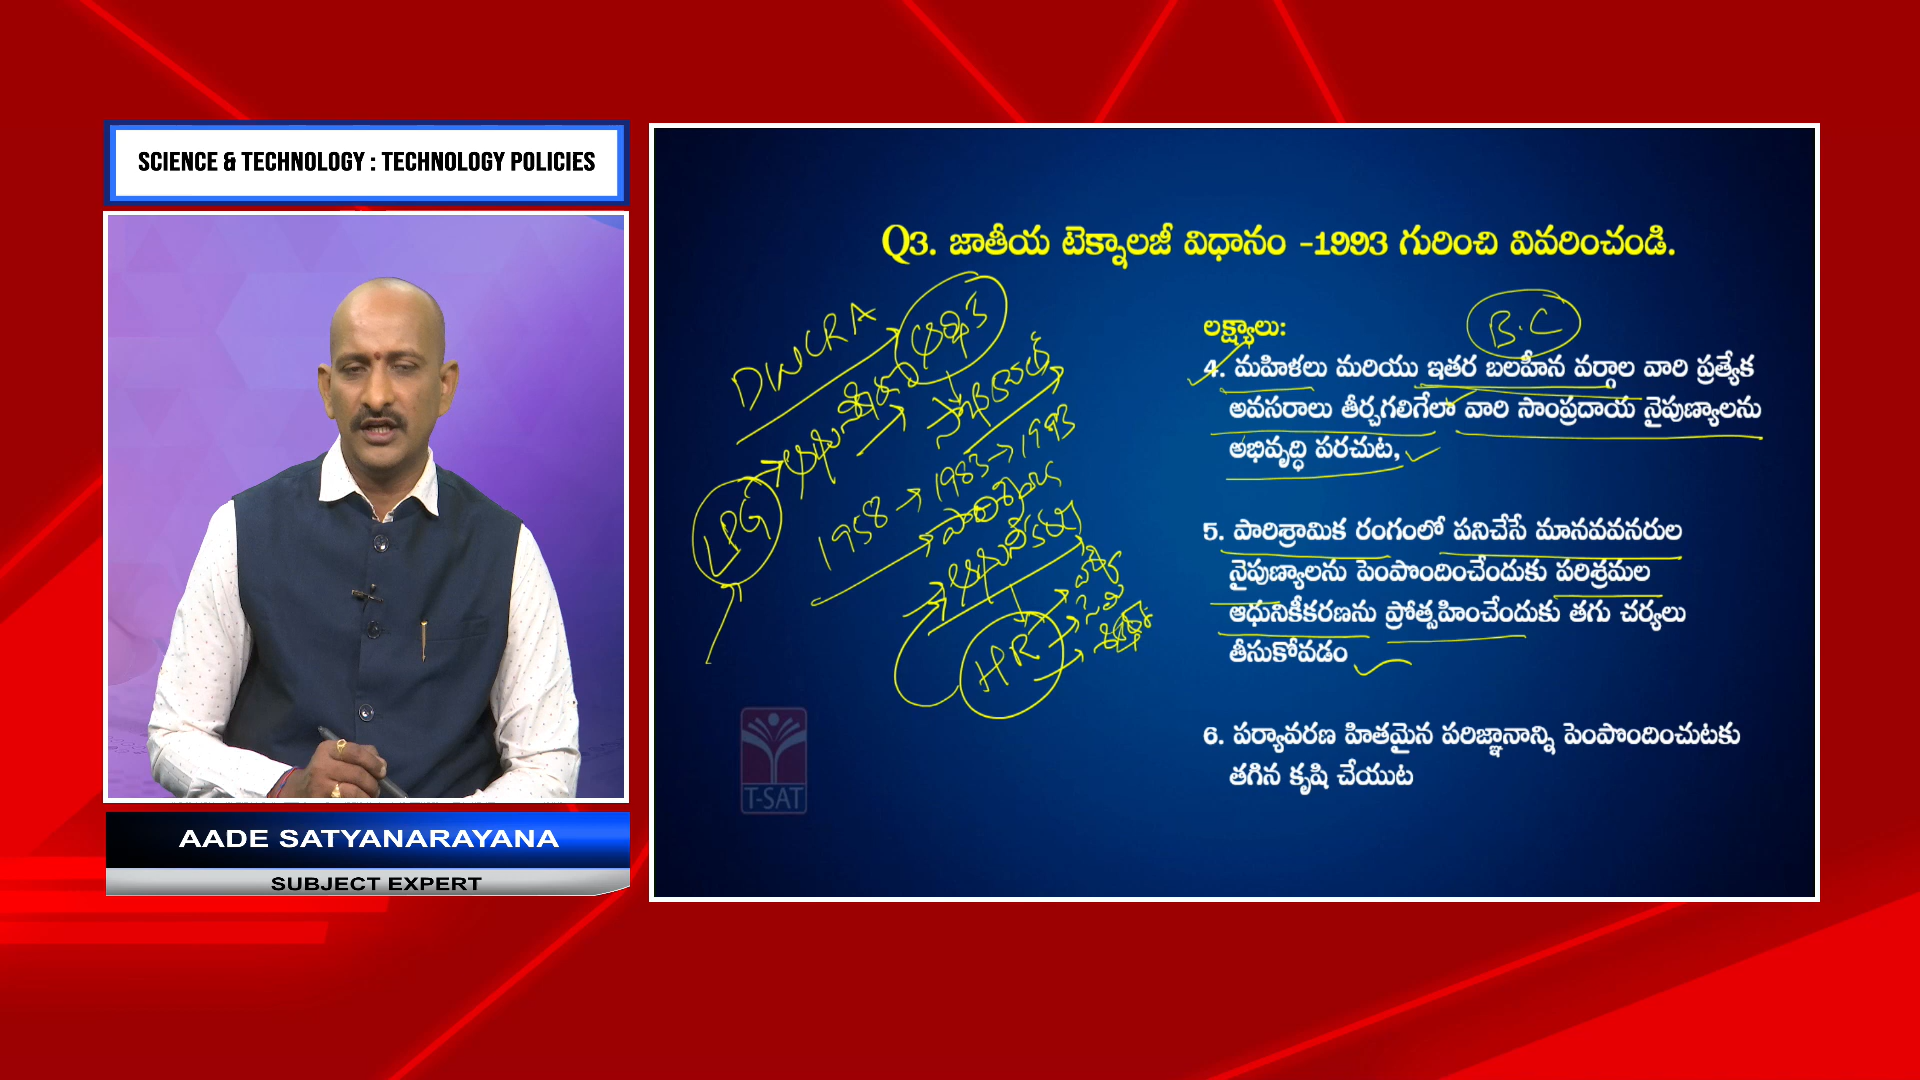 SCIENCE & TECHNOLOGY : TECHNOLOGY POLICIES
Q3. జాతీయ టెక్నాలజీ విధానం -1993 గురించి వివరించండి.
DWCRA
ఆర్థిక
LPG
1958 → 1983 → 1993
HR
లక్ష్యాలు:
B.C
4. మహిళలు మరియు ఇతర బలహీన వర్గాల వారి ప్రత్యేక
అవసరాలు తీర్చగలిగేలా వారి సాంప్రదాయ నైపుణ్యాలను
అభివృద్ధి పరచుట,
5. పారిశ్రామిక రంగంలో పనిచేసే మానవవనరుల
నైపుణ్యాలను పెంపొందించేందుకు పరిశ్రమల
ఆధునికీకరణను ప్రోత్సహించేందుకు తగు చర్యలు
తీసుకోవడం
6. పర్యావరణ హితమైన పరిజ్ఞానాన్ని పెంపొందించుటకు
తగిన కృషి చేయుట
T-SAT
AADE SATYANARAYANA
SUBJECT EXPERT